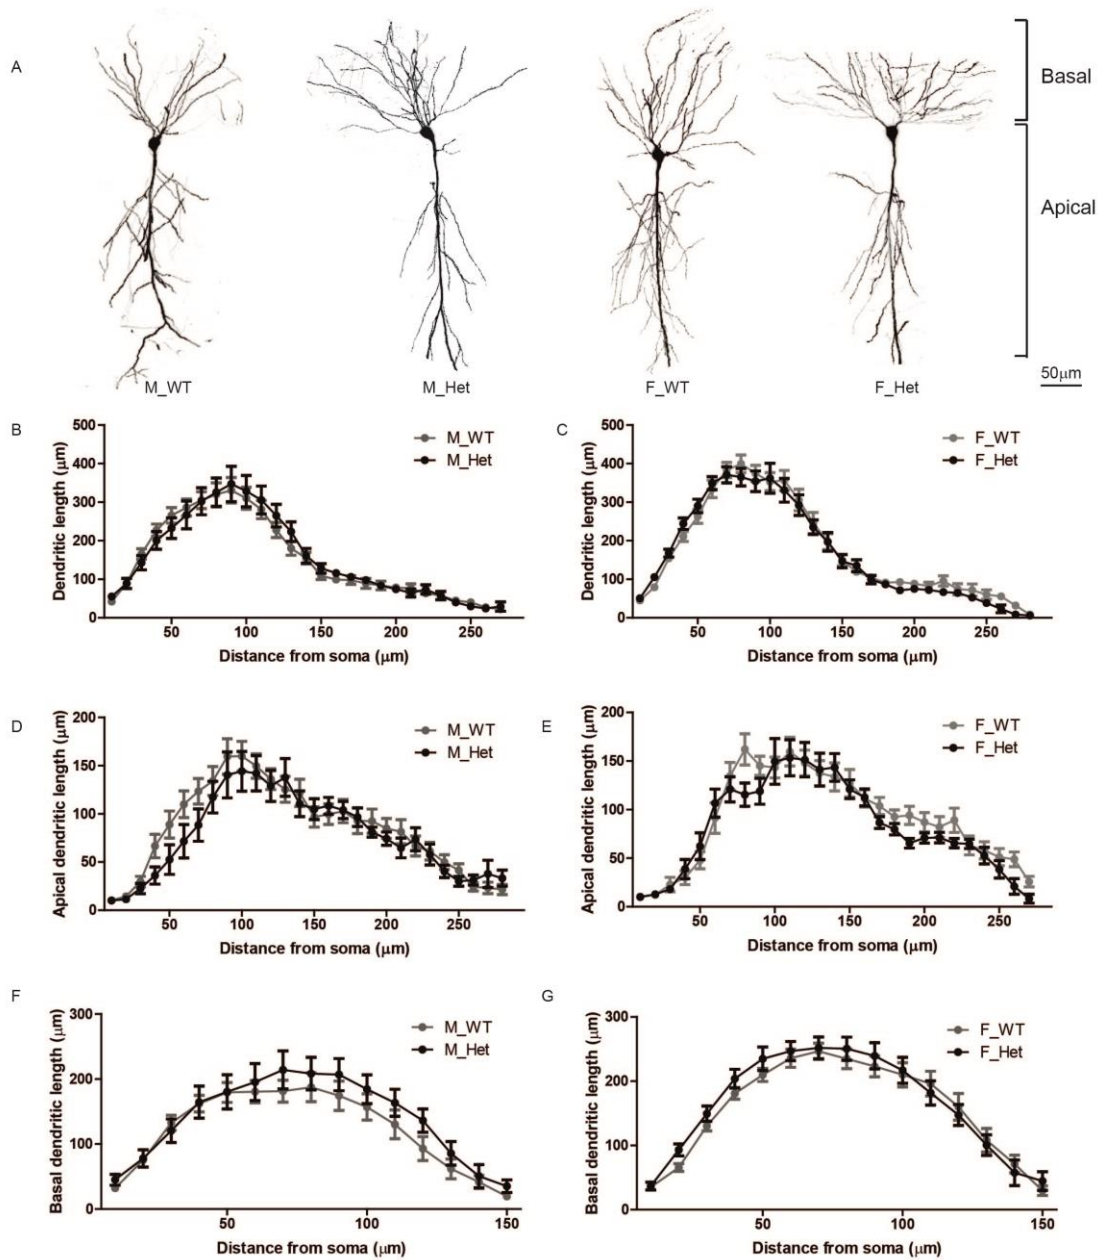 A
Basal
Apical
M_WT
M_Het
F_WT
F_Het
50μm
B
Dendritic length (μm)
500
400
300
200
100
0
50
100
150
200
250
Distance from soma (μm)
M_WT
M_Het
C
Dendritic length (μm)
500
400
300
200
100
0
50
100
150
200
250
Distance from soma (μm)
F_WT
F_Het
D
Apical dendritic length (μm)
200
150
100
50
0
50
100
150
200
250
Distance from soma (μm)
M_WT
M_Het
E
Apical dendritic length (μm)
200
150
100
50
0
50
100
150
200
250
Distance from soma (μm)
F_WT
F_Het
F
Basal dendritic length (μm)
300
200
100
0
50
100
150
Distance from soma (μm)
M_WT
M_Het
G
Basal dendritic length (μm)
300
200
100
0
50
100
150
Distance from soma (μm)
F_WT
F_Het